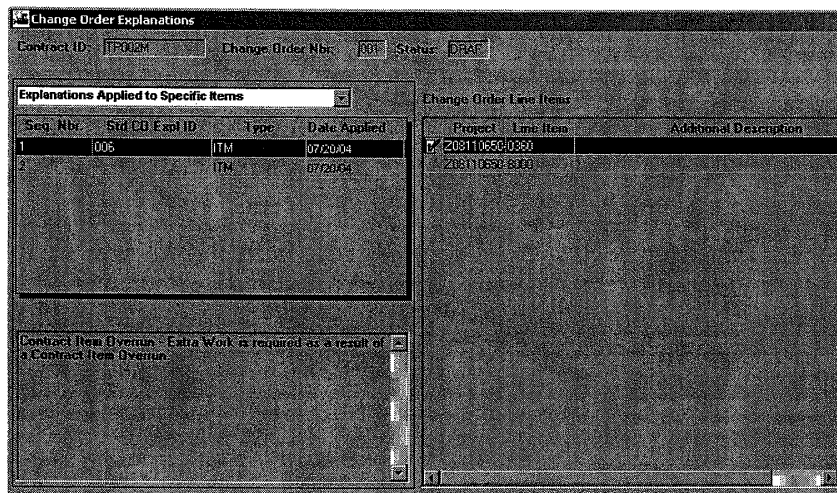 Change Order Explanations
Contract ID: TP002M Change Order Nbr: 001 Status: DRAF
Explanations Applied to Specific Items
Change Order Line Items
Seq. Nbr. Std CO Expl ID Type Date Applied
1 006 ITM 07/20/04
2 ITM 07/20/04
Project Line Item Additional Description
Z08110650-0360
Z08110650-8000
Contract Item Overrun - Extra Work is required as a result of
a Contract Item Overrun.